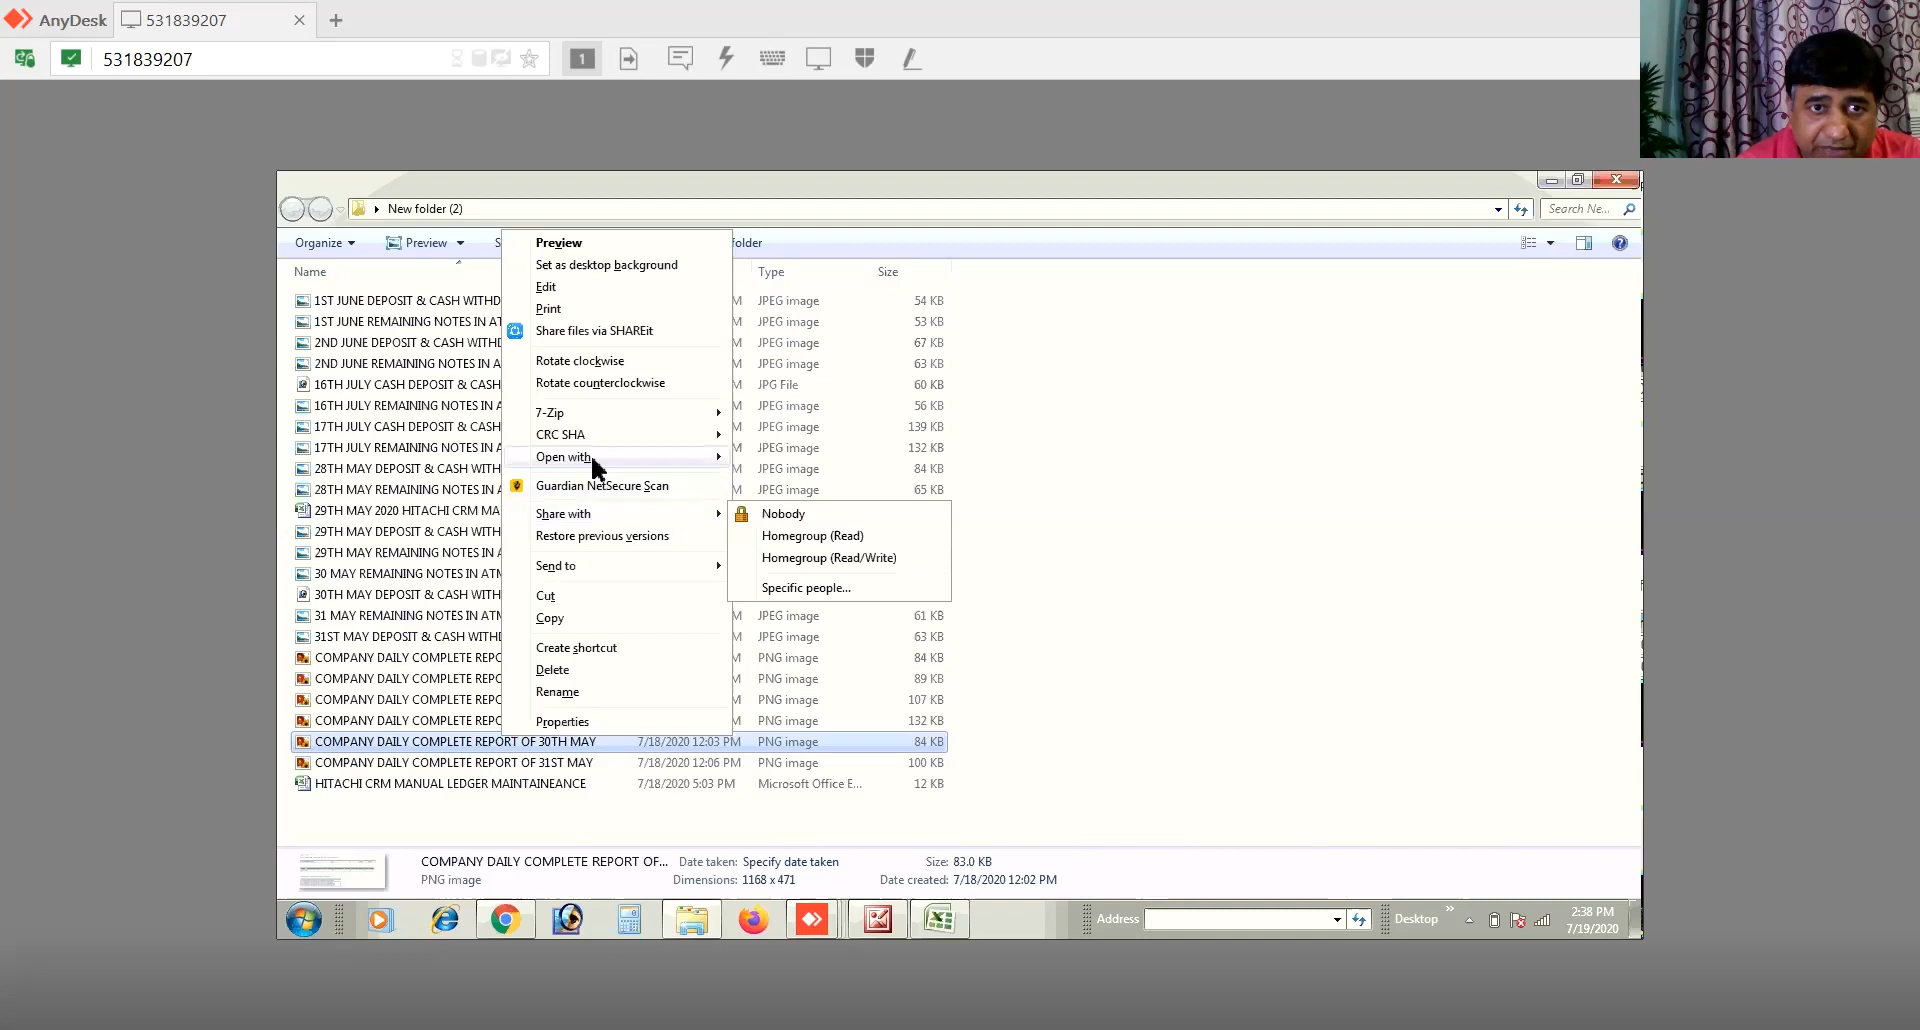 AnyDesk
531839207
531839207
1
New folder (2)
Search Ne...
Organize
Preview
S
folder
Name
Type
Size
1ST JUNE DEPOSIT & CASH WITHD
M
JPEG image
54 KB
1ST JUNE REMAINING NOTES IN AT
M
JPEG image
53 KB
2ND JUNE DEPOSIT & CASH WITHD
M
JPEG image
67 KB
2ND JUNE REMAINING NOTES IN A
M
JPEG image
63 KB
16TH JULY CASH DEPOSIT & CASH
M
JPG File
60 KB
16TH JULY REMAINING NOTES IN A
M
JPEG image
56 KB
17TH JULY CASH DEPOSIT & CASH
M
JPEG image
139 KB
17TH JULY REMAINING NOTES IN A
M
JPEG image
132 KB
28TH MAY DEPOSIT & CASH WITH
M
JPEG image
84 KB
28TH MAY REMAINING NOTES IN A
M
JPEG image
65 KB
29TH MAY 2020 HITACHI CRM MA
29TH MAY DEPOSIT & CASH WITH
29TH MAY REMAINING NOTES IN A
30 MAY REMAINING NOTES IN ATM
30TH MAY DEPOSIT & CASH WITH
31 MAY REMAINING NOTES IN ATM
M
JPEG image
61 KB
31ST MAY DEPOSIT & CASH WITHD
M
JPEG image
63 KB
COMPANY DAILY COMPLETE REPO
M
PNG image
84 KB
COMPANY DAILY COMPLETE REPO
M
PNG image
89 KB
COMPANY DAILY COMPLETE REPO
M
PNG image
107 KB
COMPANY DAILY COMPLETE REPO
M
PNG image
132 KB
COMPANY DAILY COMPLETE REPORT OF 30TH MAY
7/18/2020 12:03 PM
PNG image
84 KB
COMPANY DAILY COMPLETE REPORT OF 31ST MAY
7/18/2020 12:06 PM
PNG image
100 KB
HITACHI CRM MANUAL LEDGER MAINTAINEANCE
7/18/2020 5:03 PM
Microsoft Office E...
12 KB
Preview
Set as desktop background
Edit
Print
Share files via SHAREit
Rotate clockwise
Rotate counterclockwise
7-Zip
CRC SHA
Open with
Guardian NetSecure Scan
Share with
Restore previous versions
Send to
Cut
Copy
Create shortcut
Delete
Rename
Properties
Nobody
Homegroup (Read)
Homegroup (Read/Write)
Specific people...
COMPANY DAILY COMPLETE REPORT OF...
Date taken: Specify date taken
Size: 83.0 KB
PNG image
Dimensions: 1168 x 471
Date created: 7/18/2020 12:02 PM
Address
Desktop
2:38 PM
7/19/2020